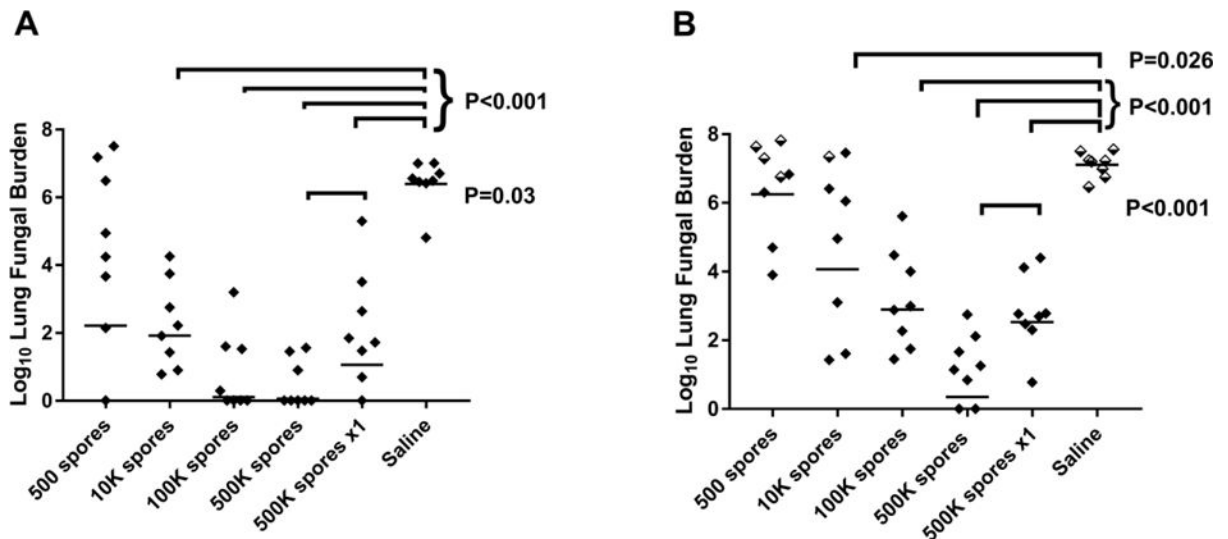 A
P<0.001
P=0.03
Log10 Lung Fungal Burden
8
6
4
2
0
500 spores
10K spores
100K spores
500K spores
500K spores x1
Saline
B
P=0.026
P<0.001
P<0.001
Log10 Lung Fungal Burden
8
6
4
2
0
500 spores
10K spores
100K spores
500K spores
500K spores x1
Saline